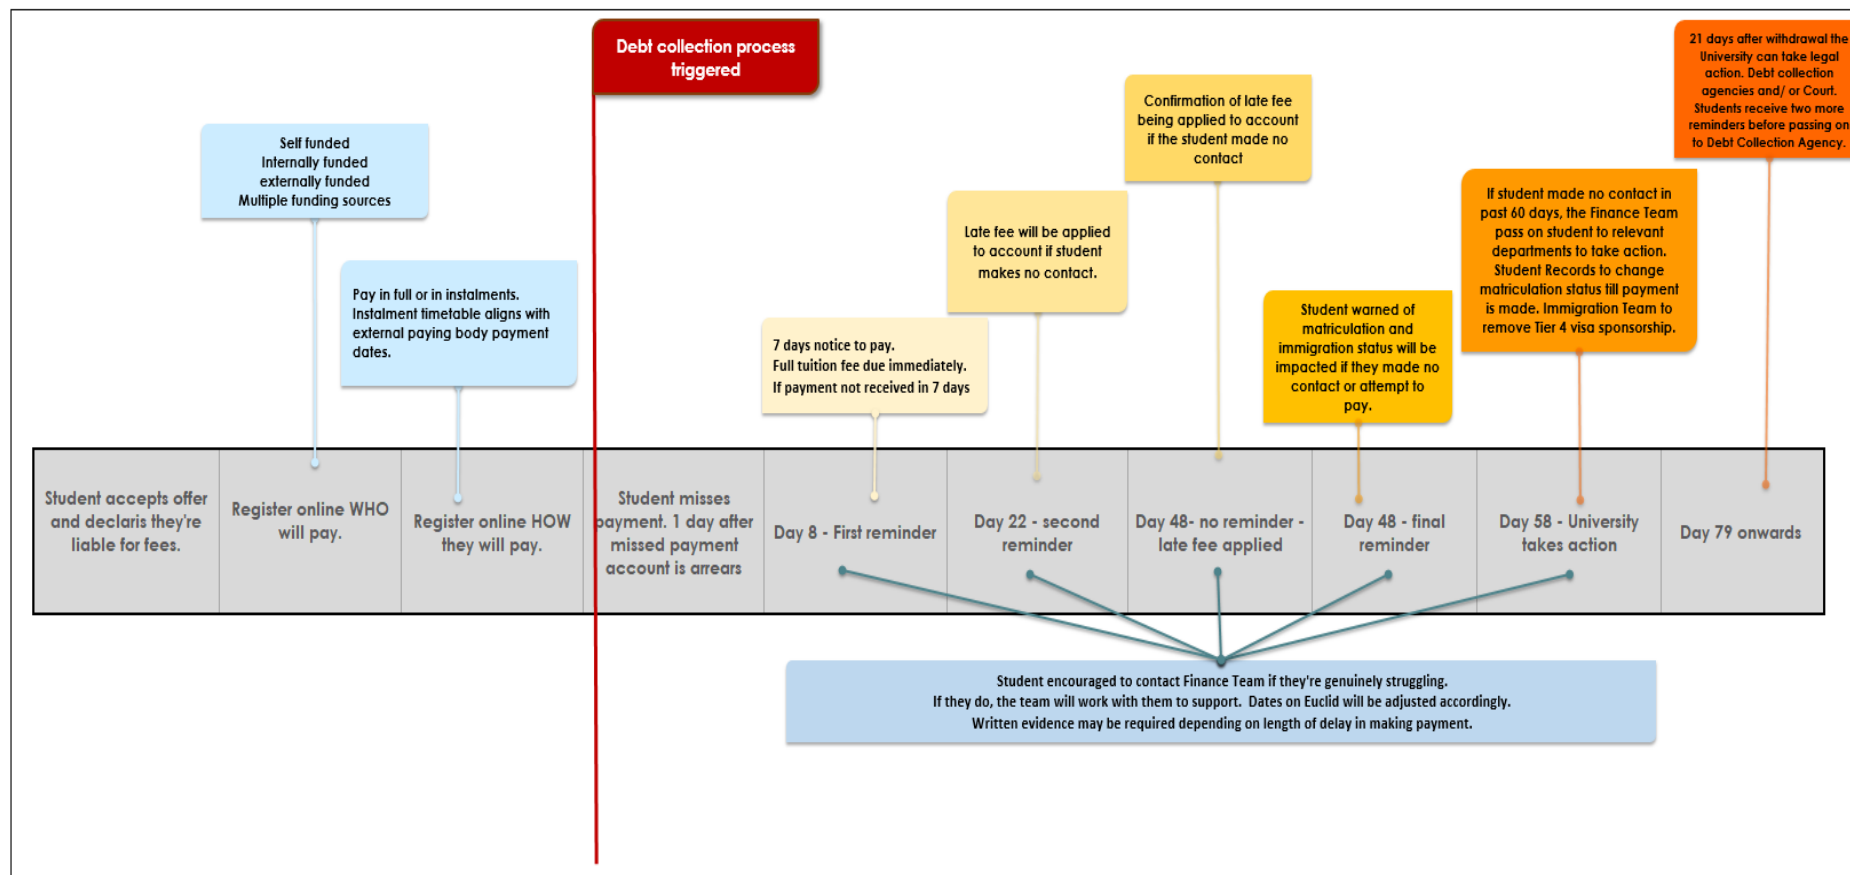 Debt collection process
triggered
21 days after withdrawal the
University can take legal
action. Debt collection
agencies and/ or Court.
Students receive two more
reminders before passing on
to Debt Collection Agency.
Confirmation of late fee
being applied to account
if the student made no
contact
Self funded
Internally funded
externally funded
Multiple funding sources
If student made no contact in
past 60 days, the Finance Team
pass on student to relevant
departments to take action.
Student Records to change
matriculation status till payment
is made. Immigration Team to
remove Tier 4 visa sponsorship.
Late fee will be applied
to account if student
makes no contact.
Pay in full or in instalments.
Instalment timetable aligns with
external paying body payment
dates.
Student warned of
matriculation and
immigration status will be
impacted if they made no
contact or attempt to
pay.
7 days notice to pay.
Full tuition fee due immediately.
If payment not received in 7 days
Student accepts offer
and declaris they're
liable for fees.
Register online WHO
will pay.
Register online HOW
they will pay.
Student misses
payment. 1 day after
missed payment
account is arrears
Day 8 - First reminder
Day 22 - second
reminder
Day 48- no reminder -
late fee applied
Day 48 - final
reminder
Day 58 - University
takes action
Day 79 onwards
Student encouraged to contact Finance Team if they're genuinely struggling.
If they do, the team will work with them to support.  Dates on Euclid will be adjusted accordingly.
Written evidence may be required depending on length of delay in making payment.